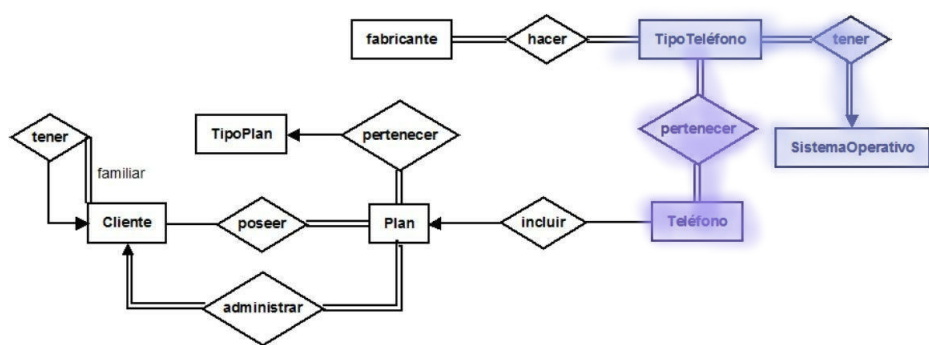 fabricante
hacer
TipoTeléfono
tener
tener
TipoPlan
pertenecer
pertenecer
SistemaOperativo
familiar
Cliente
poseer
Plan
incluir
Teléfono
administrar